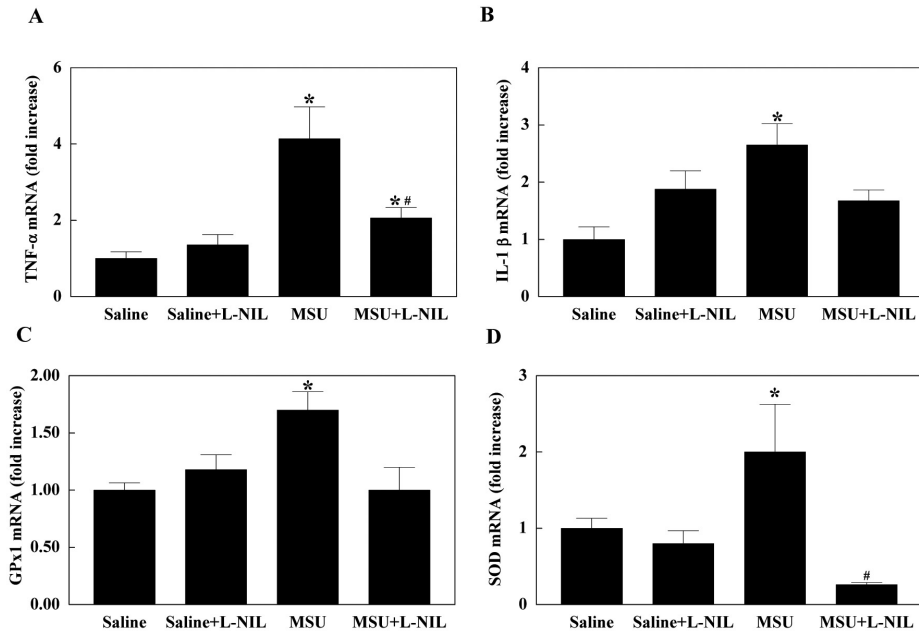 A
TNF-α mRNA (fold increase)
8
6
4
2
0
*
*#
Saline Saline+L-NIL MSU MSU+L-NIL
B
IL-1 β mRNA (fold increase)
4
3
2
1
0
*
Saline Saline+L-NIL MSU MSU+L-NIL
C
GPx1 mRNA (fold increase)
2.00
1.50
1.00
0.50
0.00
*
Saline Saline+L-NIL MSU MSU+L-NIL
D
SOD mRNA (fold increase)
3
2
1
0
*
#
Saline Saline+L-NIL MSU MSU+L-NIL